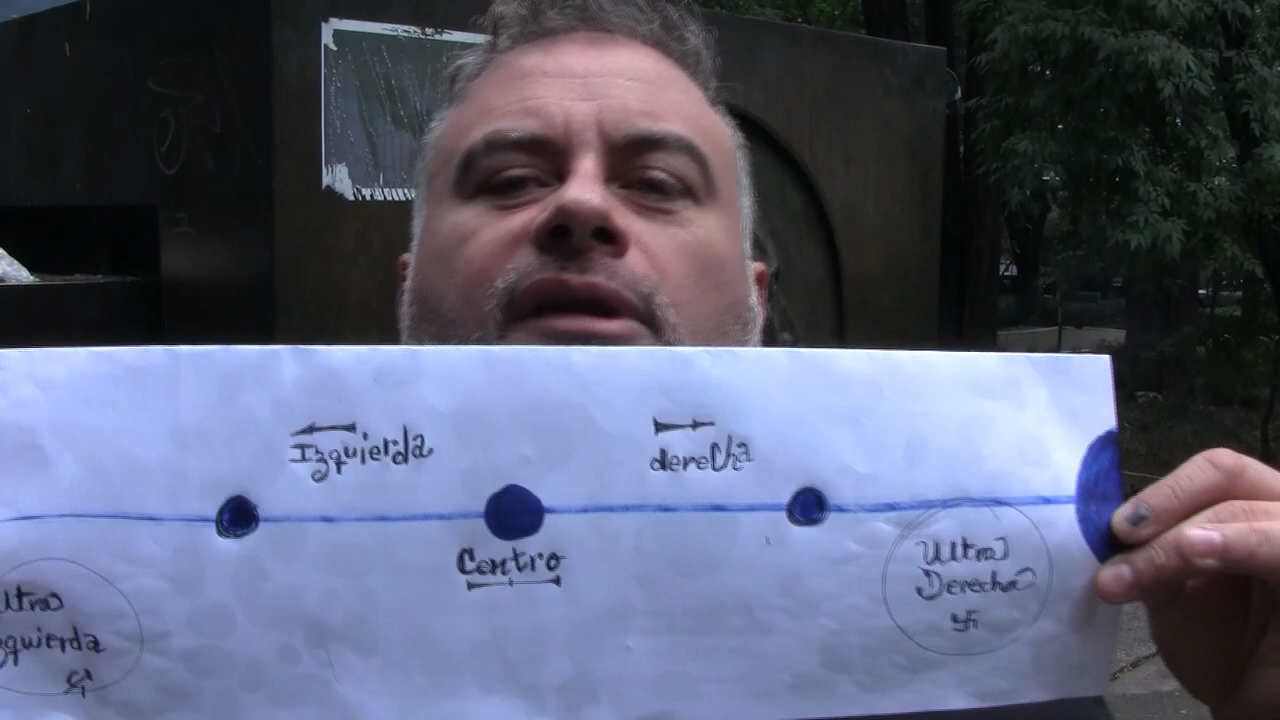 Izquierda
derecha
Centro
Ultra
Derecha
ltra
zquierda